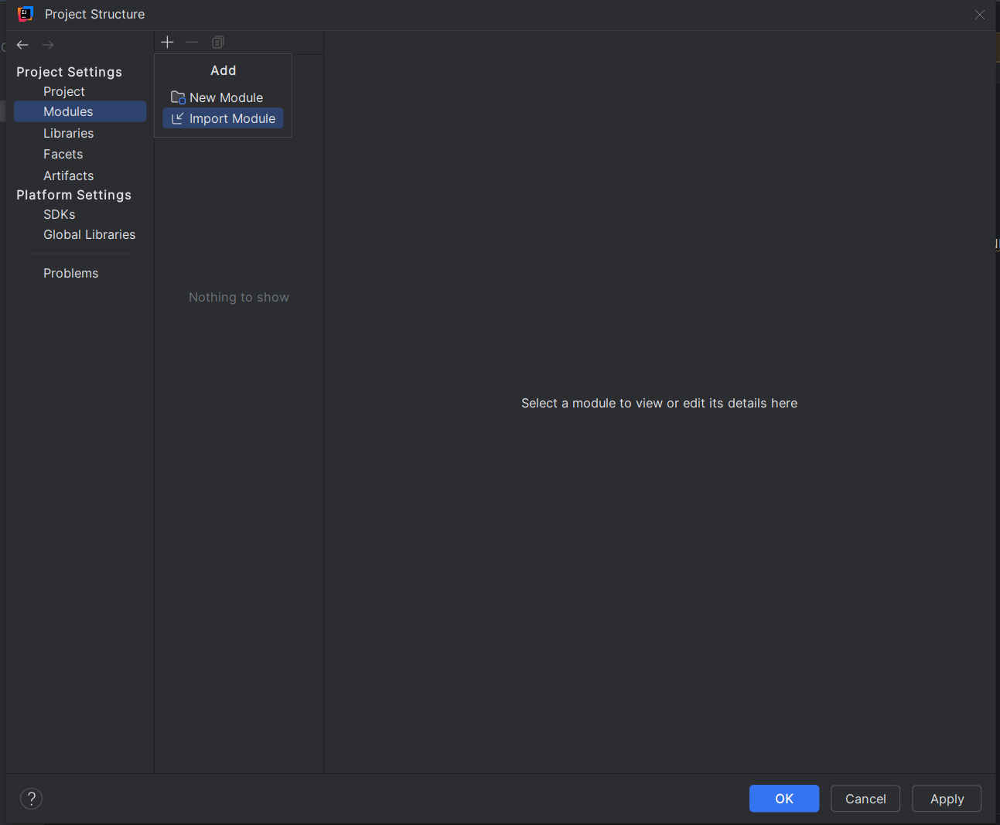 Project Structure
Project Settings
Project
Modules
Libraries
Facets
Artifacts
Platform Settings
SDKs
Global Libraries
Problems
Add
New Module
Import Module
Nothing to show
Select a module to view or edit its details here
?
OK
Cancel
Apply